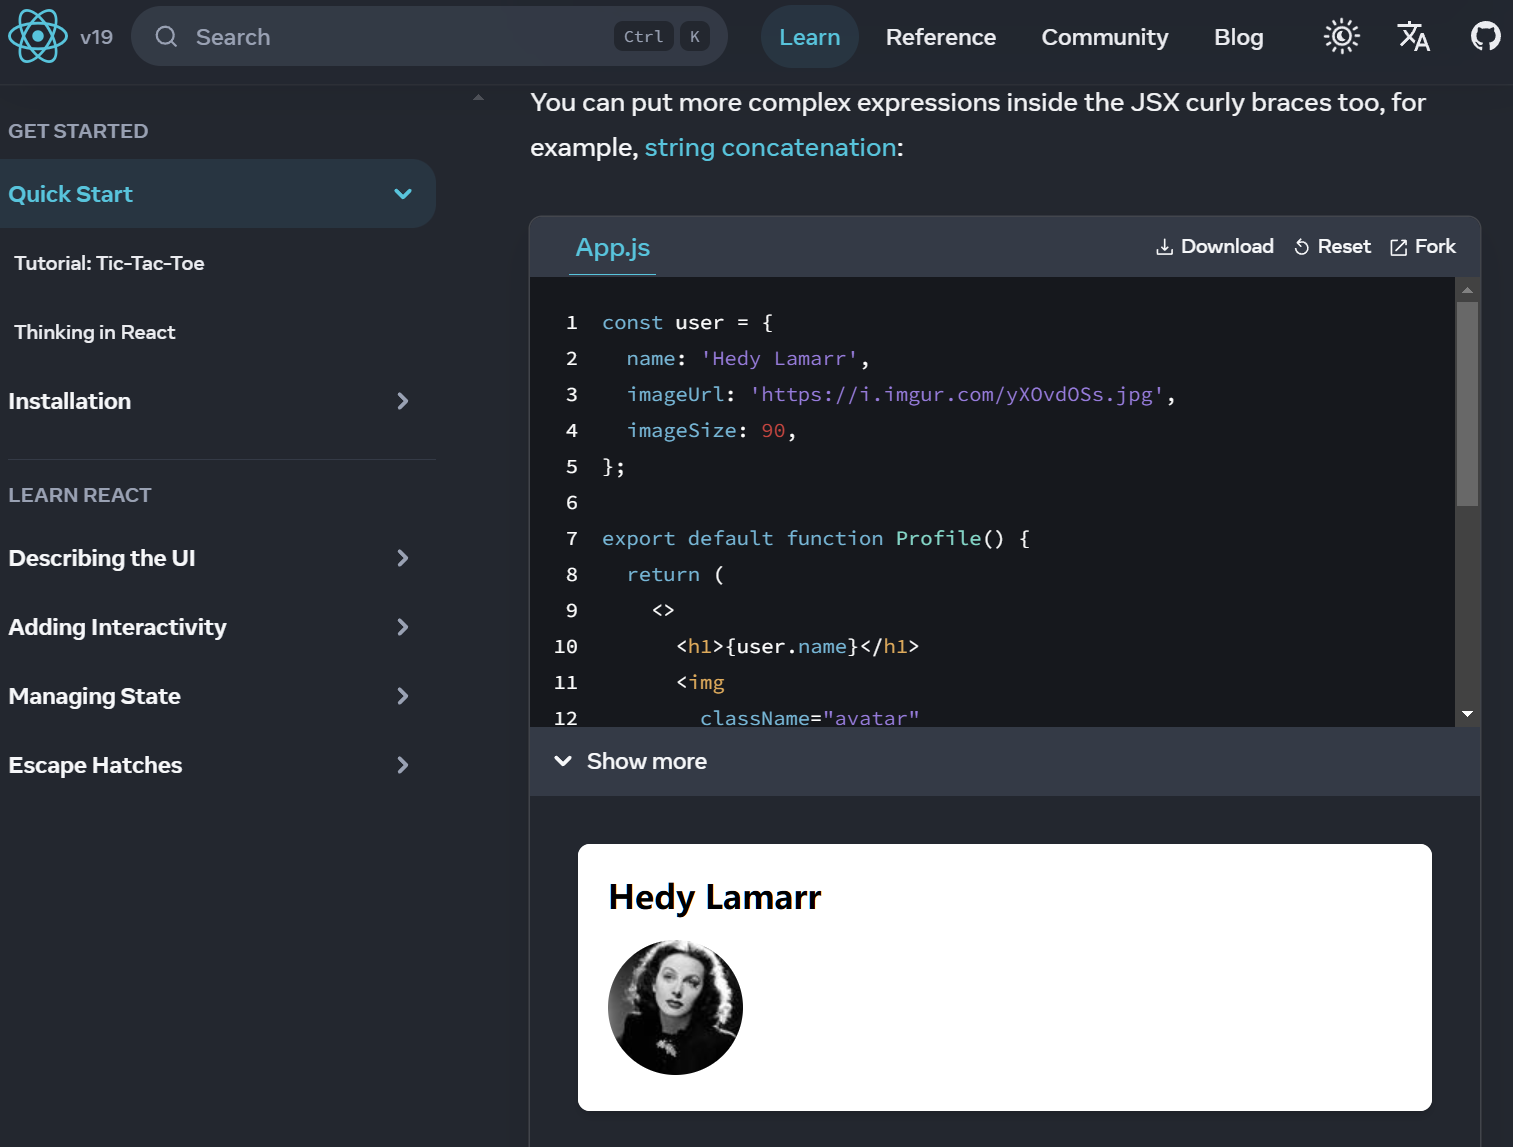 v19
Search
Ctrl K
Learn
Reference
Community
Blog
GET STARTED
Quick Start
Tutorial: Tic-Tac-Toe
Thinking in React
Installation
LEARN REACT
Describing the UI
Adding Interactivity
Managing State
Escape Hatches
You can put more complex expressions inside the JSX curly braces too, for
example, string concatenation:
App.js
Download
Reset
Fork
1 const user = {
2   name: 'Hedy Lamarr',
3   imageUrl: 'https://i.imgur.com/yXOvdOSs.jpg',
4   imageSize: 90,
5 };
6
7 export default function Profile() {
8   return (
9     <>
10       <h1>{user.name}</h1>
11       <img
12         className="avatar"
Show more
Hedy Lamarr